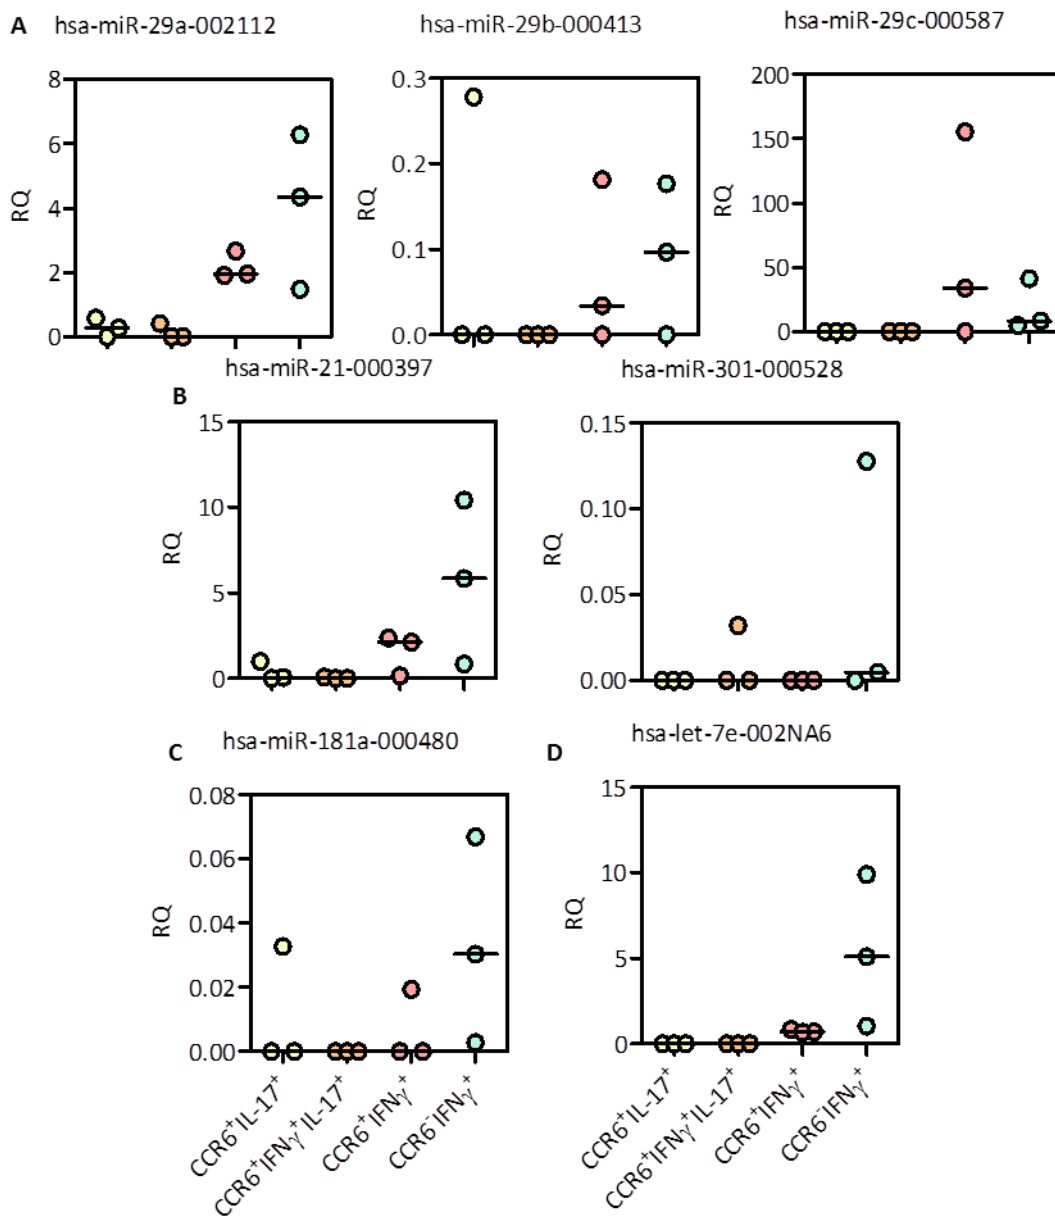 A
hsa-miR-29a-002112
hsa-miR-29b-000413
hsa-miR-29c-000587
8
6
4
2
0
RQ
0.3
0.2
0.1
0.0
RQ
200
150
100
50
0
RQ
B
hsa-miR-21-000397
hsa-miR-301-000528
15
10
5
0
RQ
0.15
0.10
0.05
0.00
RQ
C
hsa-miR-181a-000480
D
hsa-let-7e-002NA6
0.08
0.06
0.04
0.02
0.00
RQ
15
10
5
0
RQ
CCR6⁺IL-17⁺
CCR6⁺IFNγ⁺IL-17⁺
CCR6⁺IFNγ⁺
CCR6⁻IFNγ⁺
CCR6⁺IL-17⁺
CCR6⁺IFNγ⁺IL-17⁺
CCR6⁺IFNγ⁺
CCR6⁻IFNγ⁺